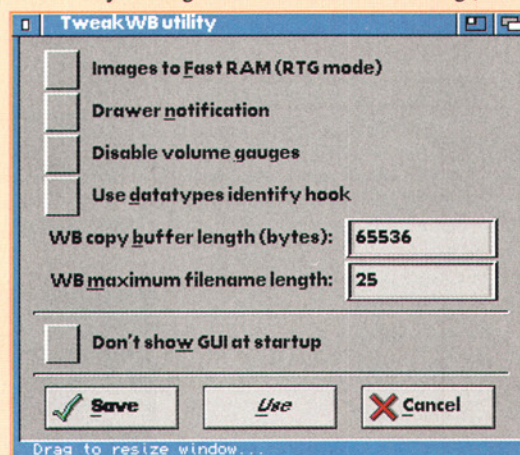 TweakWB utility
Images to Fast RAM (RTG mode)
Drawer notification
Disable volume gauges
Use datatypes identify hook
WB copy buffer length (bytes): 65536
WB maximum filename length: 25
Don't show GUI at startup
Save Use Cancel
Drag to resize window...